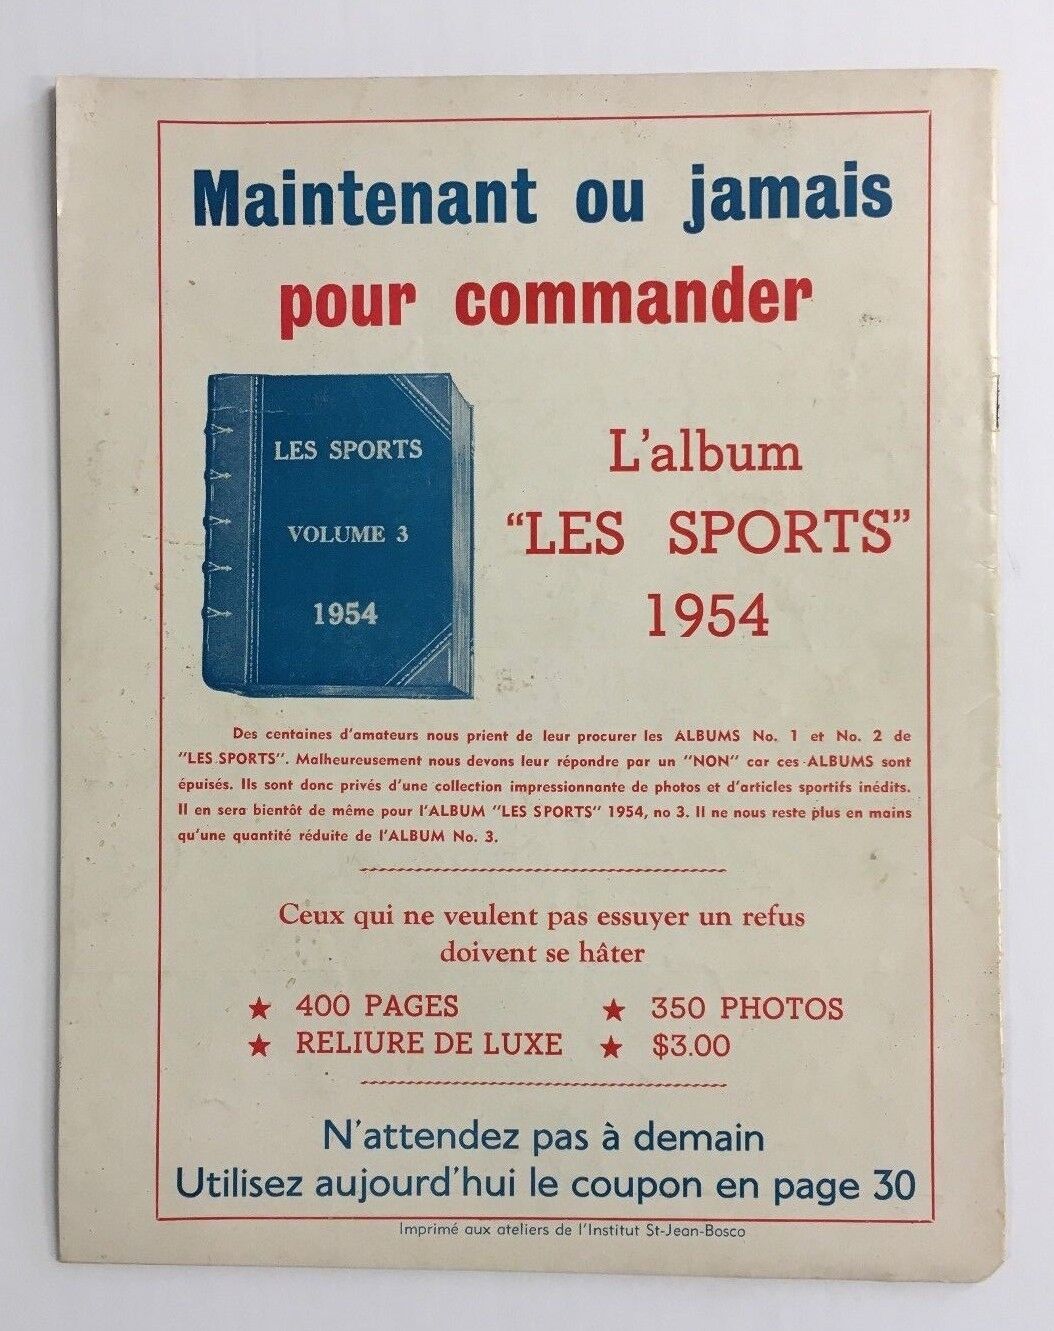 Maintenant ou jamais
pour commander
LES SPORTS
VOLUME 3
1954
L'album
"LES SPORTS"
1954
Des centaines d'amateurs nous prient de leur procurer les ALBUMS No. 1 et No. 2 de
"LES SPORTS". Malheureusement nous devons leur répondre par un "NON" car ces ALBUMS sont
épuisés. Ils sont donc privés d'une collection impressionnante de photos et d'articles sportifs inédits.
Il en sera bientôt de même pour l'ALBUM "LES SPORTS" 1954, no 3. Il ne nous reste plus en mains
qu'une quantité réduite de l'ALBUM No. 3.
Ceux qui ne veulent pas essuyer un refus
doivent se hâter
★ 400 PAGES ★ 350 PHOTOS
★ RELIURE DE LUXE ★ $3.00
N'attendez pas à demain
Utilisez aujourd'hui le coupon en page 30
Imprimé aux ateliers de l'Institut St-Jean-Bosco